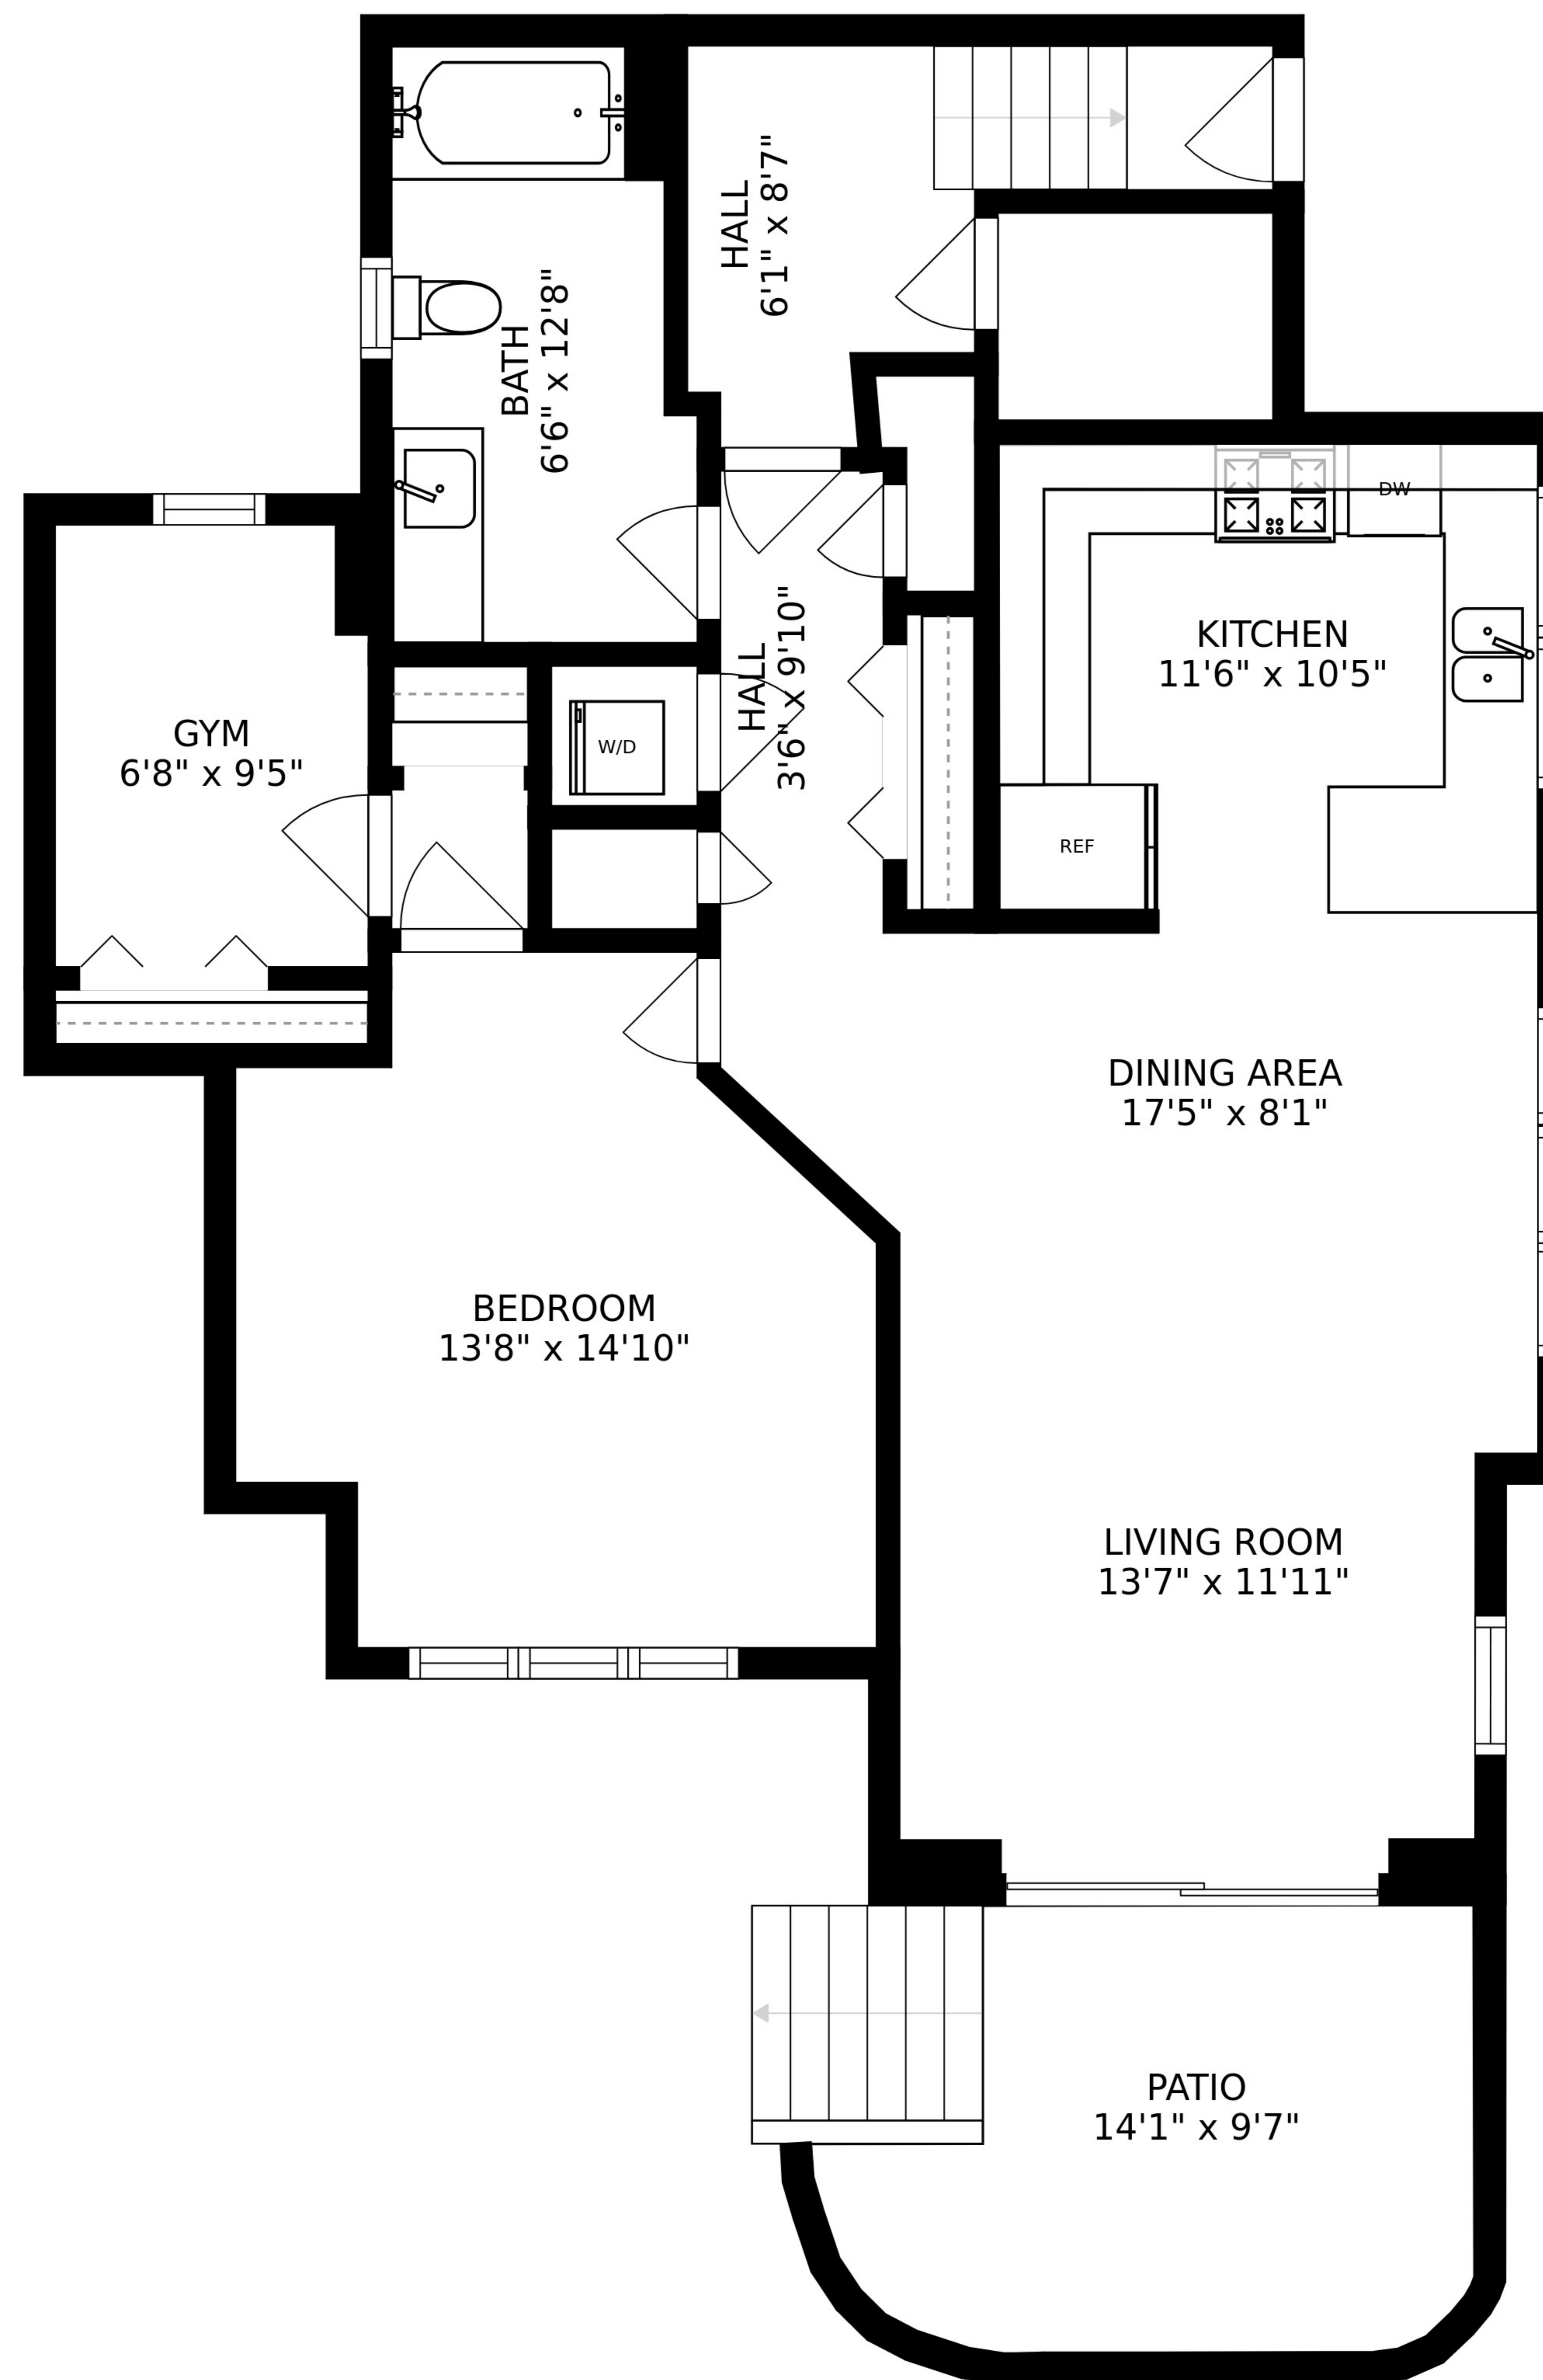 HALL
6'1" x 8'7"
BATH
6'6" x 12'8"
DW
KITCHEN
11'6" x 10'5"
HALL
3'6" x 9'10"
GYM
6'8" x 9'5"
W/D
REF
DINING AREA
17'5" x 8'1"
BEDROOM
13'8" x 14'10"
LIVING ROOM
13'7" x 11'11"
PATIO
14'1" x 9'7"